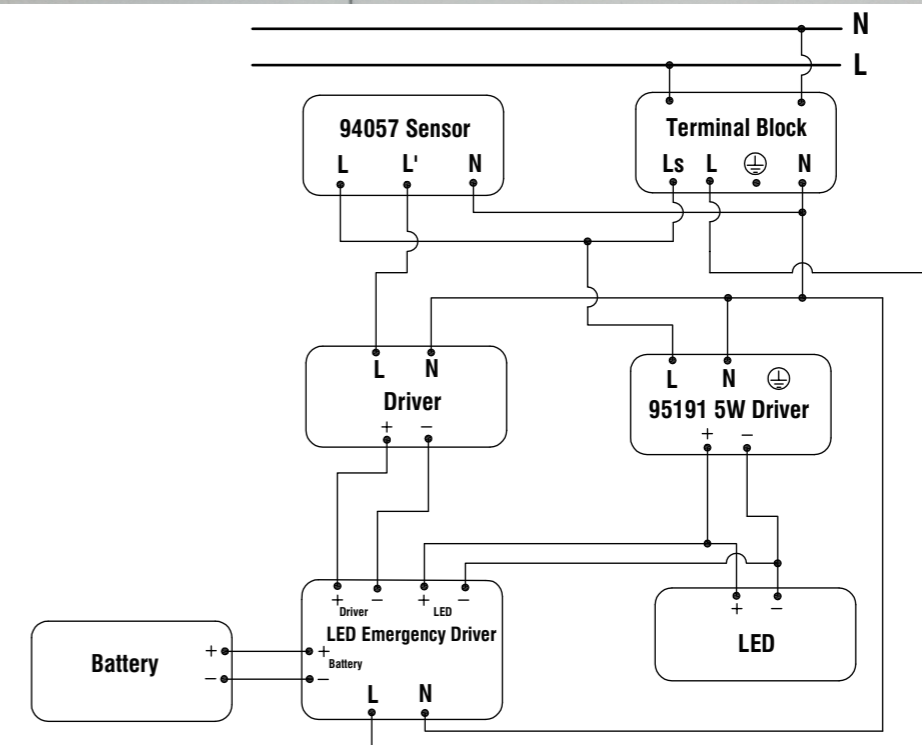 N
L
94057 Sensor
L L' N
Terminal Block
Ls L N
L N
Driver
+ −
L N
95191 5W Driver
+ −
+ Driver − + LED −
LED Emergency Driver
+ Battery
−
L N
Battery
+
−
+ −
LED